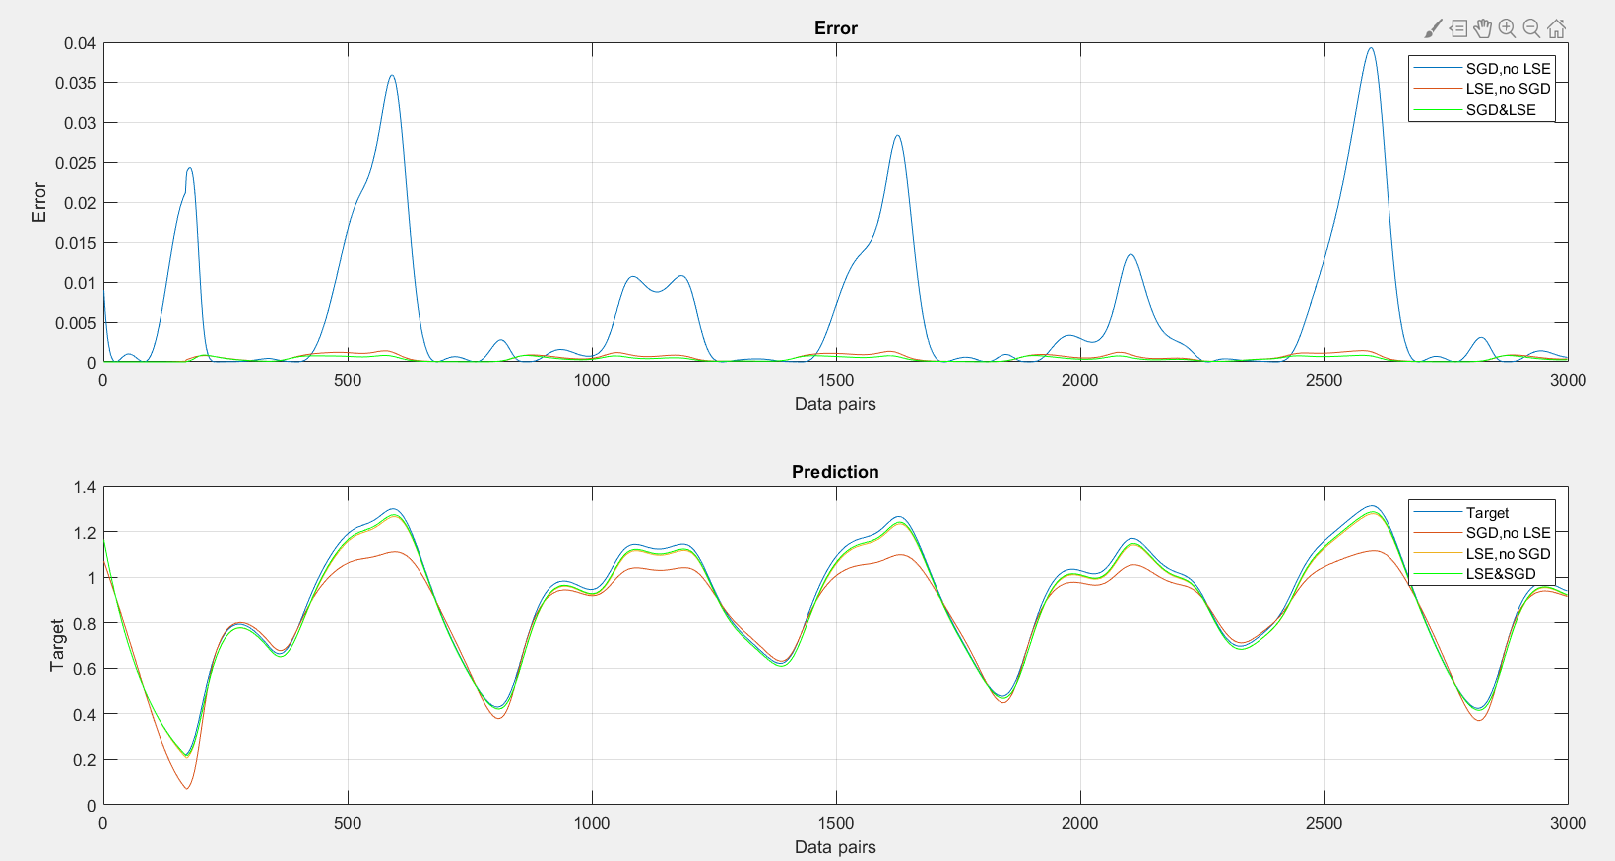 Error
0.04
0.035
0.03
0.025
0.02
0.015
0.01
0.005
0
Error
SGD,no LSE
LSE,no SGD
SGD&LSE
0 500 1000 1500 2000 2500 3000
Data pairs
Prediction
1.4
1.2
1
0.8
0.6
0.4
0.2
0
Target
Target
SGD,no LSE
LSE,no SGD
LSE&SGD
0 500 1000 1500 2000 2500 3000
Data pairs